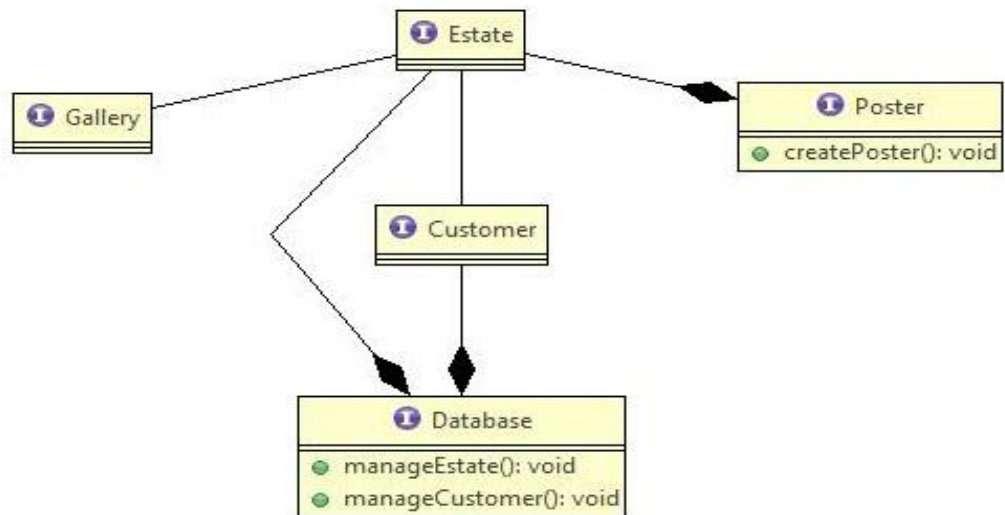 Estate
Gallery
Poster
createPoster(): void
Customer
Database
manageEstate(): void
manageCustomer(): void